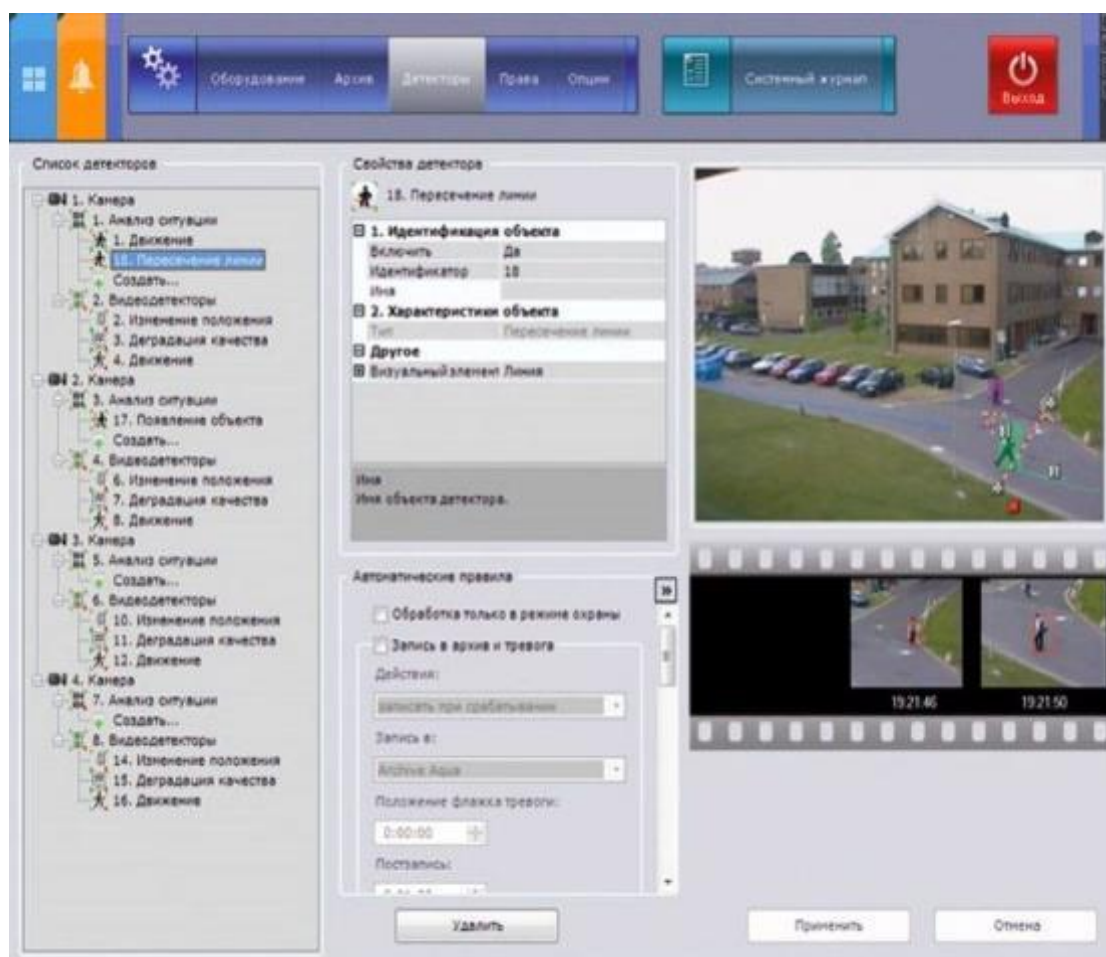 Оборудование Архив Детекторы Права Опции
Системный журнал
Выход
Список детекторов
1. Камера
1. Анализ ситуации
1. Движение
18. Пересечение линии
Создать...
2. Видеодетекторы
2. Изменение положения
3. Деградация качества
4. Движение
2. Камера
3. Анализ ситуации
17. Появление объекта
Создать...
4. Видеодетекторы
6. Изменение положения
7. Деградация качества
8. Движение
3. Камера
5. Анализ ситуации
Создать...
6. Видеодетекторы
10. Изменение положения
11. Деградация качества
12. Движение
4. Камера
7. Анализ ситуации
Создать...
8. Видеодетекторы
14. Изменение положения
15. Деградация качества
16. Движение
Свойства детектора
18. Пересечение линии
1. Идентификация объекта
Включить Да
Идентификатор 18
Имя
2. Характеристики объекта
Тип Пересечение линии
Другое
Визуальный элемент Линия
Имя
Имя объекта детектора.
Автоматические правила
Обработка только в режиме охраны
Запись в архив и тревога
Действия:
записать при срабатывании
Запись в:
Archive Aqua
Положение флажка тревоги:
0:00:00
Постзапись:
Удалить
19:21:46 19:21:50
Применить Отмена